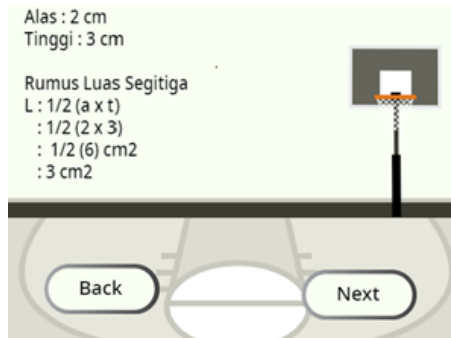 Alas : 2 cm
Tinggi : 3 cm
Rumus Luas Segitiga
L : 1/2 (a x t)
: 1/2 (2 x 3)
: 1/2 (6) cm2
: 3 cm2
Back
Next